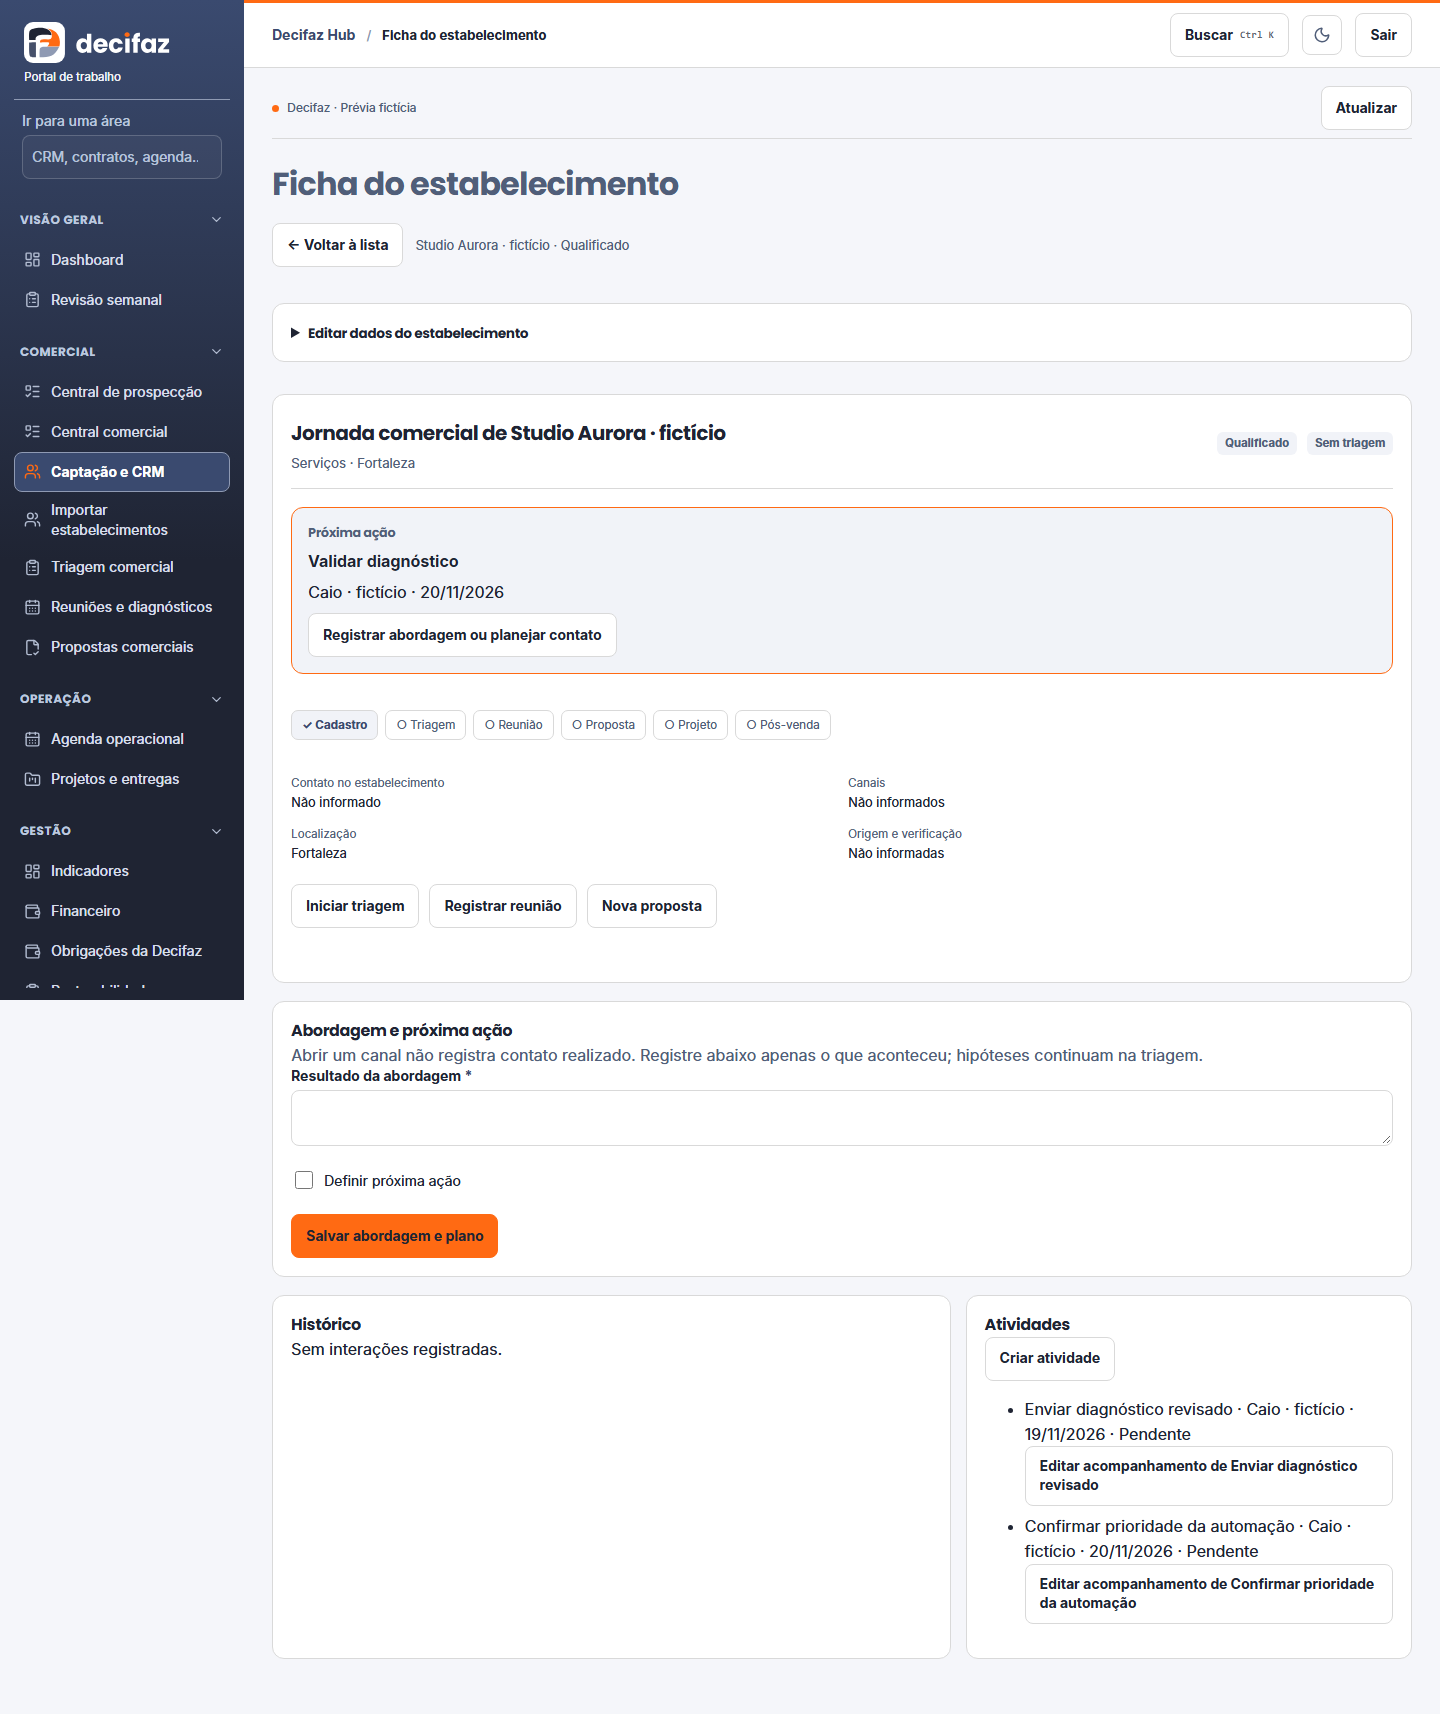 decifaz
Portal de trabalho
Ir para uma área
CRM, contratos, agenda..
VISÃO GERAL
Dashboard
Revisão semanal
COMERCIAL
Central de prospecção
Central comercial
Captação e CRM
Importar
estabelecimentos
Triagem comercial
Reuniões e diagnósticos
Propostas comerciais
OPERAÇÃO
Agenda operacional
Projetos e entregas
GESTÃO
Indicadores
Financeiro
Obrigações da Decifaz
Decifaz Hub / Ficha do estabelecimento
Buscar Ctrl K
Sair
Decifaz · Prévia fictícia
Atualizar
Ficha do estabelecimento
← Voltar à lista
Studio Aurora · fictício · Qualificado
▶ Editar dados do estabelecimento
Jornada comercial de Studio Aurora · fictício
Serviços · Fortaleza
Qualificado
Sem triagem
Próxima ação
Validar diagnóstico
Caio · fictício · 20/11/2026
Registrar abordagem ou planejar contato
✓ Cadastro
○ Triagem
○ Reunião
○ Proposta
○ Projeto
○ Pós-venda
Contato no estabelecimento
Não informado
Canais
Não informados
Localização
Fortaleza
Origem e verificação
Não informadas
Iniciar triagem
Registrar reunião
Nova proposta
Abordagem e próxima ação
Abrir um canal não registra contato realizado. Registre abaixo apenas o que aconteceu; hipóteses continuam na triagem.
Resultado da abordagem *
Definir próxima ação
Salvar abordagem e plano
Histórico
Sem interações registradas.
Atividades
Criar atividade
• Enviar diagnóstico revisado · Caio · fictício ·
19/11/2026 · Pendente
Editar acompanhamento de Enviar diagnóstico
revisado
• Confirmar prioridade da automação · Caio ·
fictício · 20/11/2026 · Pendente
Editar acompanhamento de Confirmar prioridade
da automação